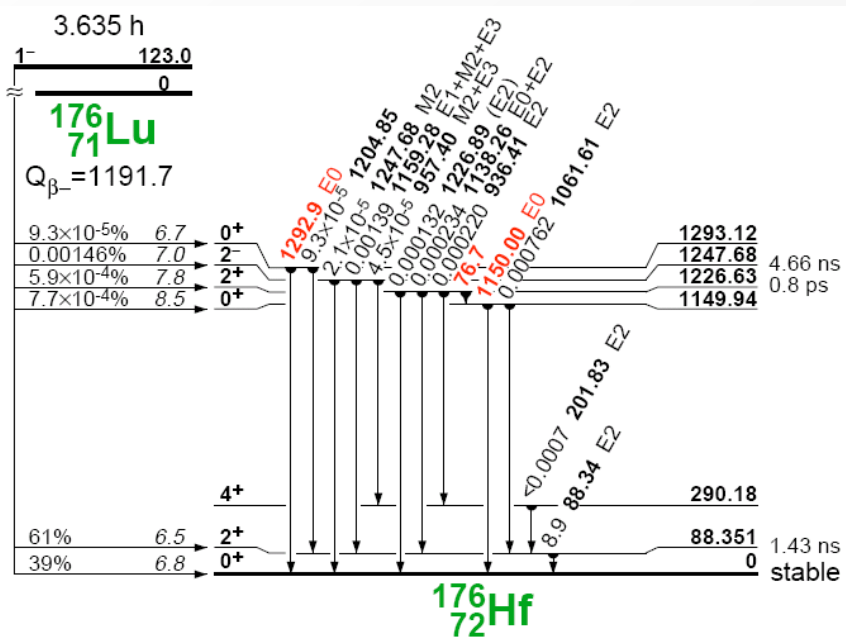 3.635 h
1⁻ 123.0
0
≈
¹⁷⁶₇₁Lu
Qβ₋=1191.7
1292.9 E0
9.3×10⁻⁵ 1204.85
2.1×10⁻⁵ 1247.68 M2
0.00139 1159.28 E1+M2+E3
4.5×10⁻⁵ 957.40 M2+E3
0.000132 1226.89 (E2)
0.000234 1138.26 E0+E2
0.000220 936.41 E2
76.7
1150.00 E0
0.000762 1061.61 E2
9.3×10⁻⁵% 6.7 0⁺ 1293.12
0.00146% 7.0 2⁻ 1247.68 4.66 ns
5.9×10⁻⁴% 7.8 2⁺ 1226.63 0.8 ps
7.7×10⁻⁴% 8.5 0⁺ 1149.94
<0.0007 201.83 E2
8.9 88.34 E2
4⁺ 290.18
61% 6.5 2⁺ 88.351 1.43 ns
39% 6.8 0⁺ 0 stable
¹⁷⁶₇₂Hf